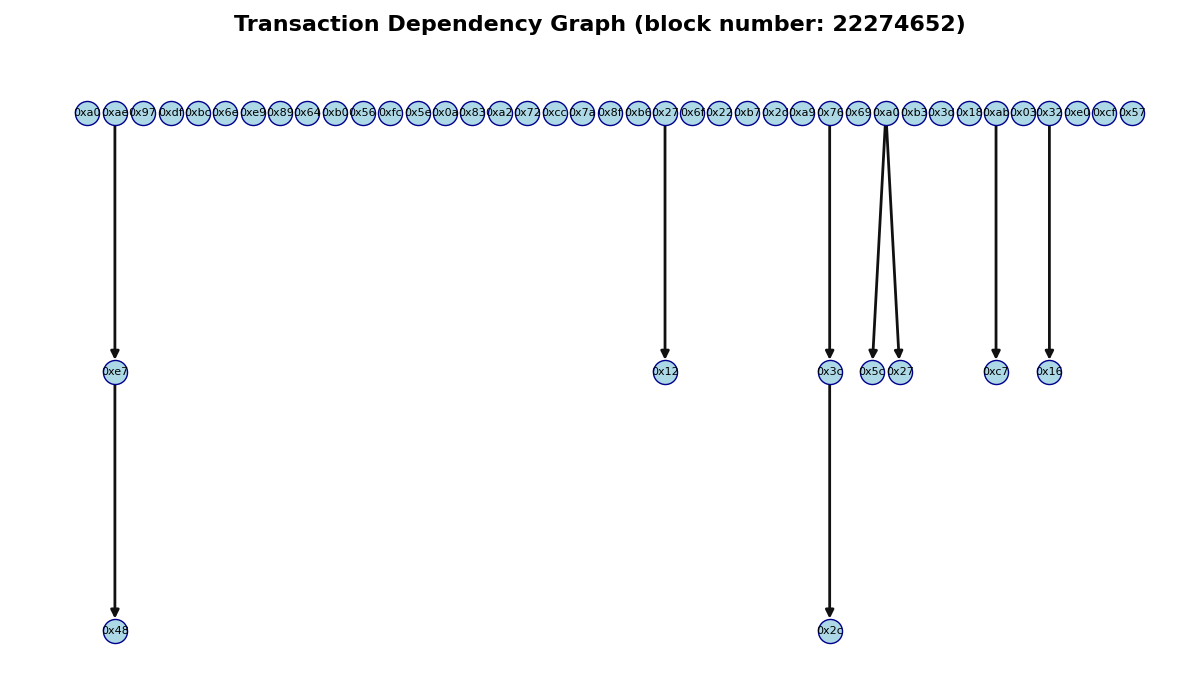 Transaction Dependency Graph (block number: 22274652)
0xa0 0xae 0x97 0xdf 0xbc 0x6e 0xe9 0x89 0x64 0xb0 0x56 0xfc 0x5e 0x0a 0x83 0xa2 0x72 0xcc 0x7a 0x8f 0xb6 0x27 0x6f 0x22 0xb7 0x2d 0xa9 0x76 0x69 0xa0 0xb3 0x3d 0x18 0xab 0x03 0x32 0xe0 0xcf 0x57
0xe7 0x12 0x3c 0x5c 0x27 0xc7 0x16
0x48 0x2c